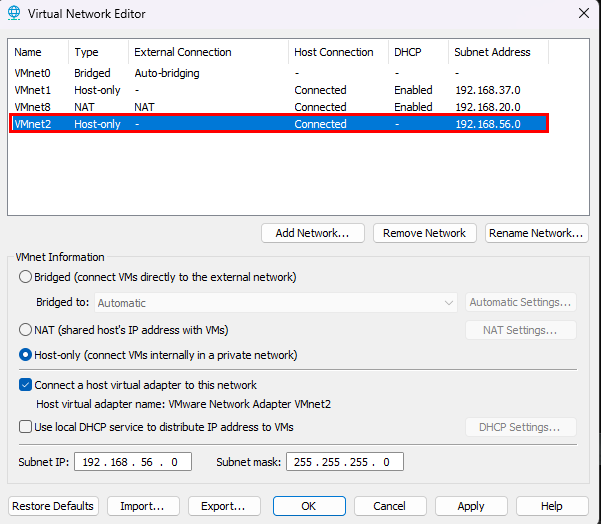 Virtual Network Editor
Name Type External Connection Host Connection DHCP Subnet Address
VMnet0 Bridged Auto-bridging - - -
VMnet1 Host-only - Connected Enabled 192.168.37.0
VMnet8 NAT NAT Connected Enabled 192.168.20.0
VMnet2 Host-only - Connected - 192.168.56.0
Add Network... Remove Network Rename Network...
VMnet Information
Bridged (connect VMs directly to the external network)
Bridged to: Automatic Automatic Settings...
NAT (shared host's IP address with VMs) NAT Settings...
Host-only (connect VMs internally in a private network)
Connect a host virtual adapter to this network
Host virtual adapter name: VMware Network Adapter VMnet2
Use local DHCP service to distribute IP address to VMs DHCP Settings...
Subnet IP: 192 . 168 . 56 . 0 Subnet mask: 255 . 255 . 255 . 0
Restore Defaults Import... Export... OK Cancel Apply Help